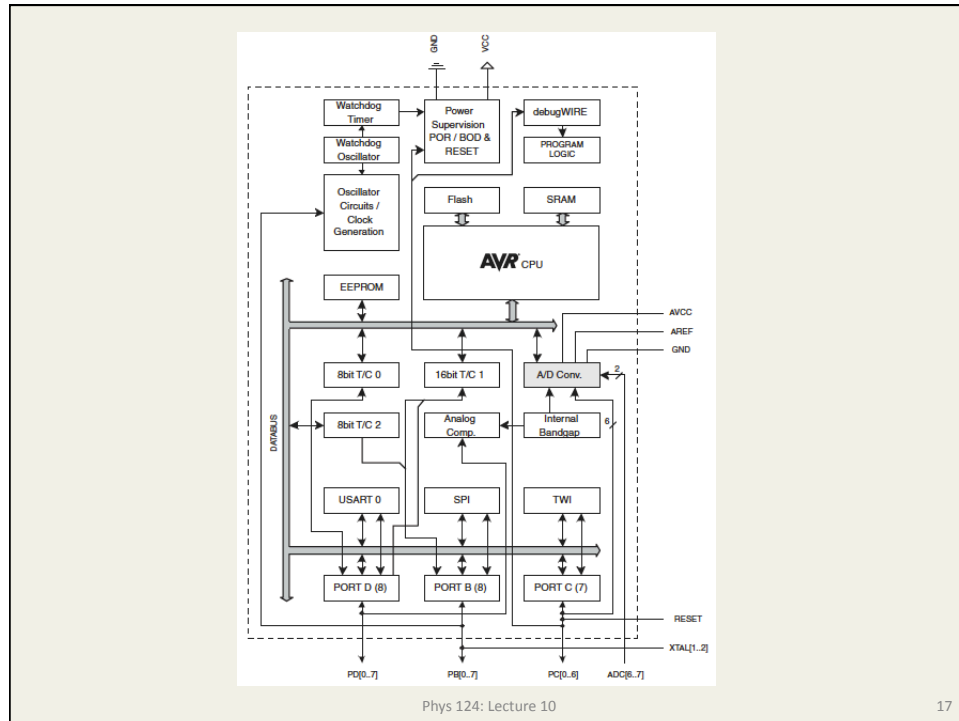 GND
VCC
Watchdog
Timer
Power
Supervision
POR / BOD &
RESET
debugWIRE
Watchdog
Oscillator
PROGRAM
LOGIC
Oscillator
Circuits /
Clock
Generation
Flash
SRAM
AVR CPU
EEPROM
AVCC
AREF
GND
8bit T/C 0
16bit T/C 1
A/D Conv.
2
8bit T/C 2
Analog
Comp.
Internal
Bandgap
6
DATABUS
USART 0
SPI
TWI
PORT D (8)
PORT B (8)
PORT C (7)
RESET
XTAL[1..2]
PD[0..7]
PB[0..7]
PC[0..6]
ADC[6..7]
Phys 124: Lecture 10
17